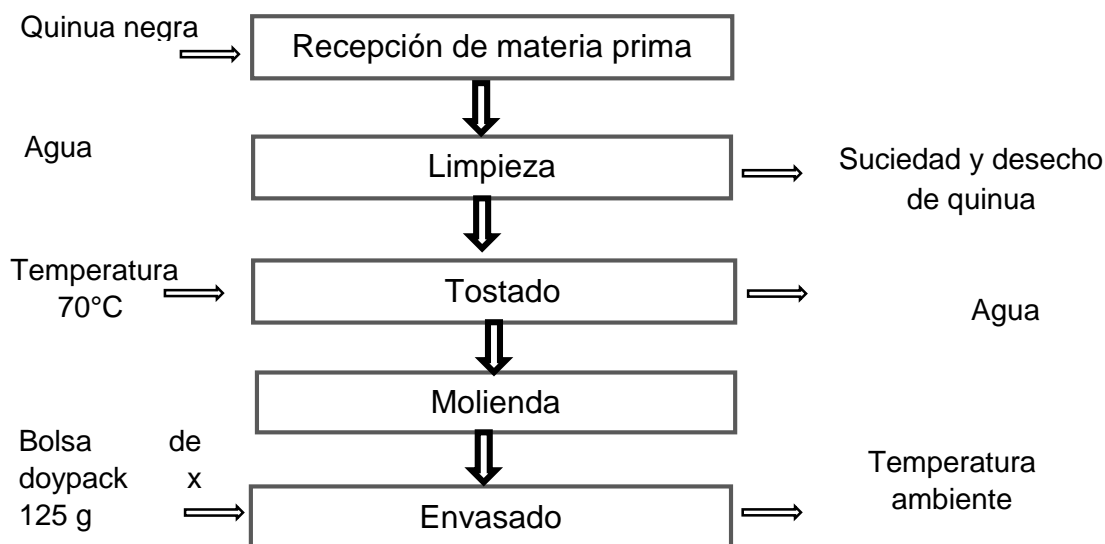 Quinua negra
Recepción de materia prima
Agua
Limpieza
Suciedad y desecho
de quinua
Temperatura
70°C
Tostado
Agua
Molienda
Bolsa de
doypack x
125 g
Envasado
Temperatura
ambiente